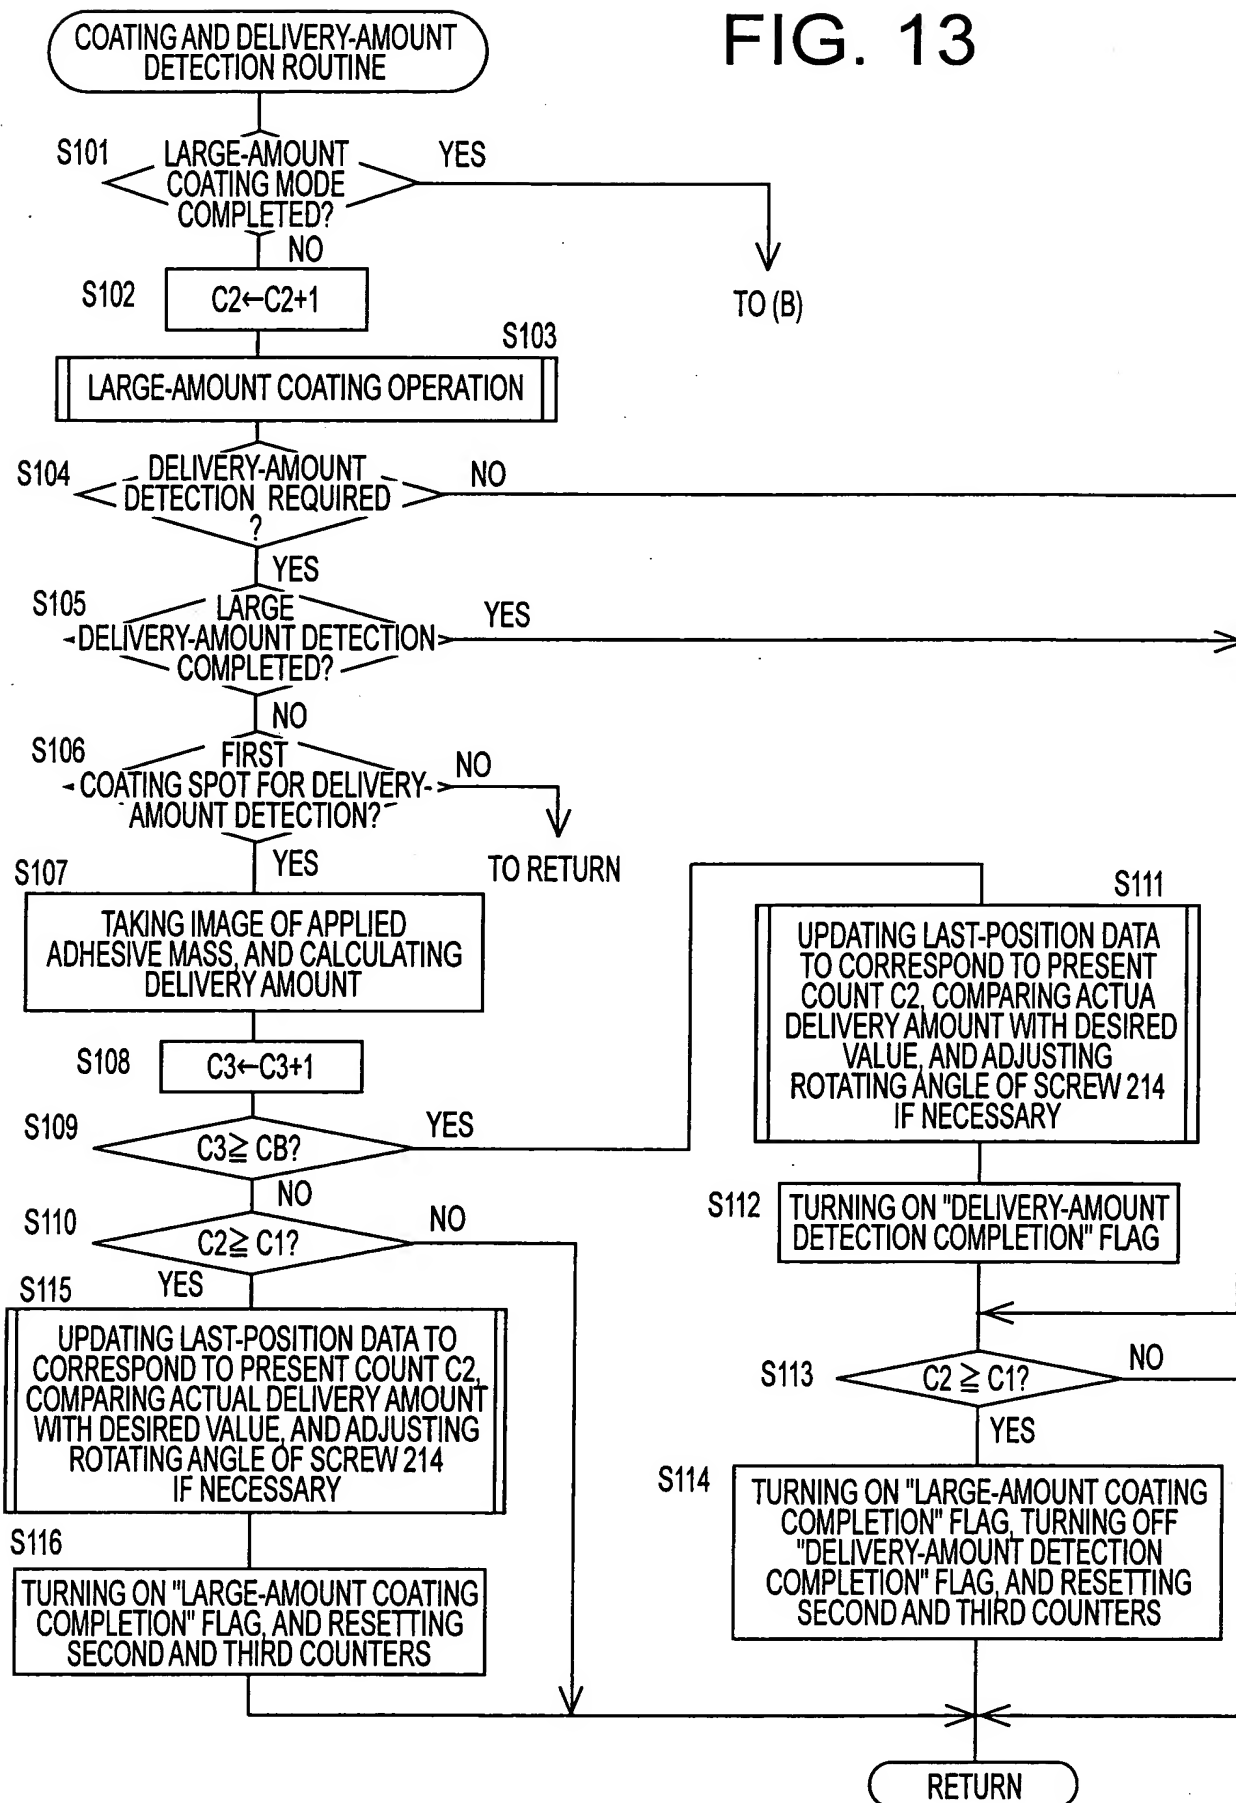 FIG. 13
COATING AND DELIVERY-AMOUNT
DETECTION ROUTINE
S101
LARGE-AMOUNT
COATING MODE
COMPLETED?
YES
NO
TO (B)
S102
C2←C2+1
S103
LARGE-AMOUNT COATING OPERATION
S104
DELIVERY-AMOUNT
DETECTION REQUIRED
?
NO
YES
S105
LARGE
DELIVERY-AMOUNT DETECTION
COMPLETED?
YES
NO
S106
FIRST
COATING SPOT FOR DELIVERY-
AMOUNT DETECTION?
NO
YES
TO RETURN
S107
TAKING IMAGE OF APPLIED
ADHESIVE MASS, AND CALCULATING
DELIVERY AMOUNT
S108
C3←C3+1
S109
C3≧CB?
YES
NO
S110
C2≧C1?
NO
YES
S115
UPDATING LAST-POSITION DATA TO
CORRESPOND TO PRESENT COUNT C2,
COMPARING ACTUAL DELIVERY AMOUNT
WITH DESIRED VALUE, AND ADJUSTING
ROTATING ANGLE OF SCREW 214
IF NECESSARY
S116
TURNING ON "LARGE-AMOUNT COATING
COMPLETION" FLAG, AND RESETTING
SECOND AND THIRD COUNTERS
S111
UPDATING LAST-POSITION DATA
TO CORRESPOND TO PRESENT
COUNT C2, COMPARING ACTUA
DELIVERY AMOUNT WITH DESIRED
VALUE, AND ADJUSTING
ROTATING ANGLE OF SCREW 214
IF NECESSARY
S112
TURNING ON "DELIVERY-AMOUNT
DETECTION COMPLETION" FLAG
S113
C2 ≧ C1?
NO
YES
S114
TURNING ON "LARGE-AMOUNT COATING
COMPLETION" FLAG, TURNING OFF
"DELIVERY-AMOUNT DETECTION
COMPLETION" FLAG, AND RESETTING
SECOND AND THIRD COUNTERS
RETURN